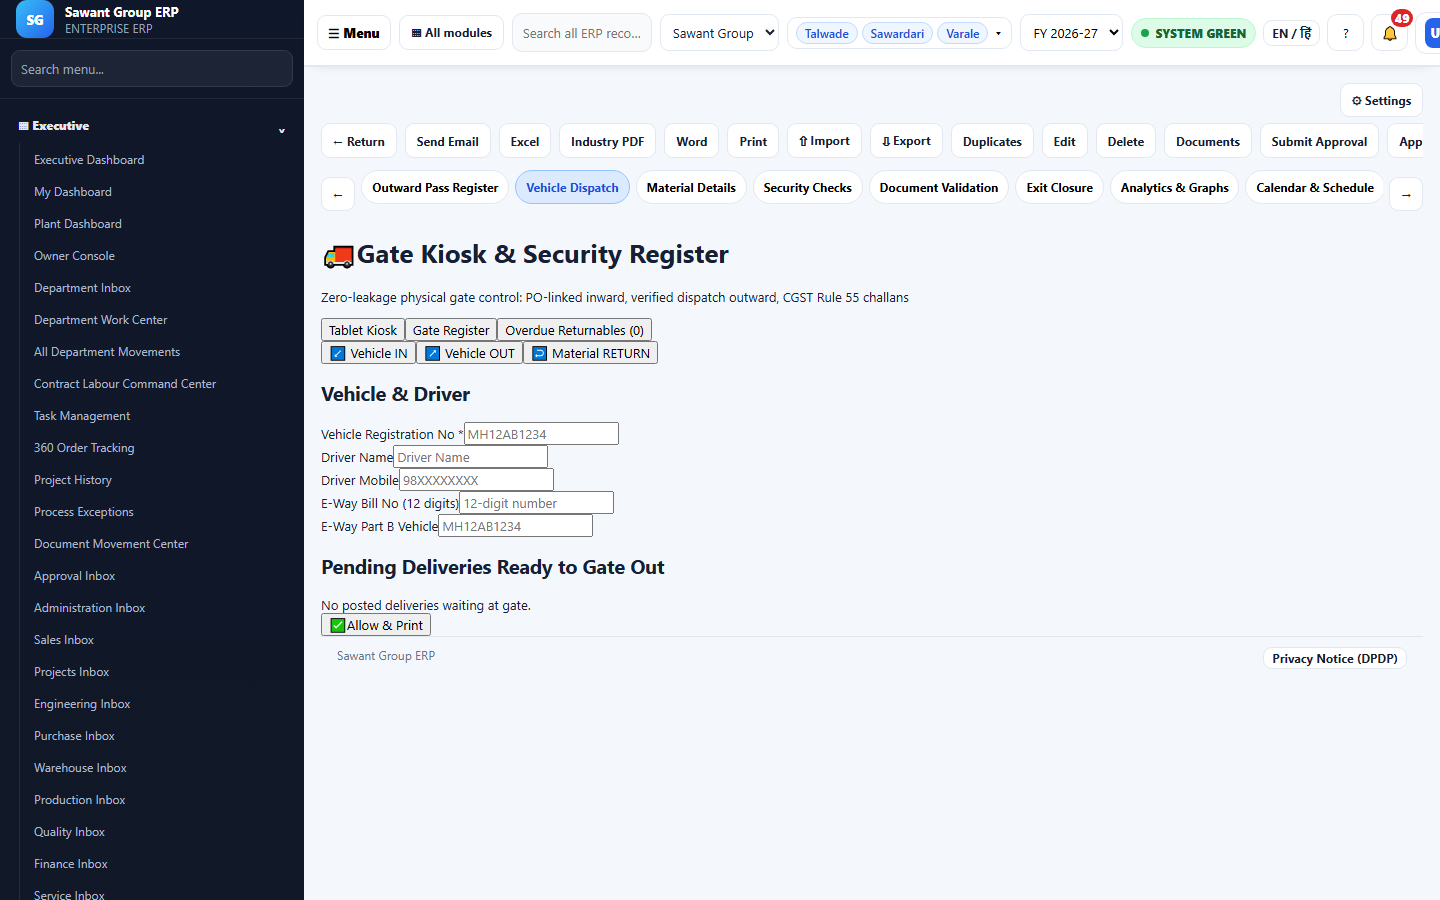 SG
Sawant Group ERP
ENTERPRISE ERP
Search menu...
Executive
Executive Dashboard
My Dashboard
Plant Dashboard
Owner Console
Department Inbox
Department Work Center
All Department Movements
Contract Labour Command Center
Task Management
360 Order Tracking
Project History
Process Exceptions
Document Movement Center
Approval Inbox
Administration Inbox
Sales Inbox
Projects Inbox
Engineering Inbox
Purchase Inbox
Warehouse Inbox
Production Inbox
Quality Inbox
Finance Inbox
Service Inbox
☰ Menu
All modules
Search all ERP reco...
Sawant Group
Talwade
Sawardari
Varale
FY 2026-27
SYSTEM GREEN
EN / हिं
?
49
U
⚙ Settings
← Return
Send Email
Excel
Industry PDF
Word
Print
⇧ Import
⇩ Export
Duplicates
Edit
Delete
Documents
Submit Approval
App
←
Outward Pass Register
Vehicle Dispatch
Material Details
Security Checks
Document Validation
Exit Closure
Analytics & Graphs
Calendar & Schedule
→
🚚 Gate Kiosk & Security Register
Zero-leakage physical gate control: PO-linked inward, verified dispatch outward, CGST Rule 55 challans
Tablet Kiosk
Gate Register
Overdue Returnables (0)
↙ Vehicle IN
↗ Vehicle OUT
↩ Material RETURN
Vehicle & Driver
Vehicle Registration No * MH12AB1234
Driver Name Driver Name
Driver Mobile 98XXXXXXXX
E-Way Bill No (12 digits) 12-digit number
E-Way Part B Vehicle MH12AB1234
Pending Deliveries Ready to Gate Out
No posted deliveries waiting at gate.
✅ Allow & Print
Sawant Group ERP
Privacy Notice (DPDP)